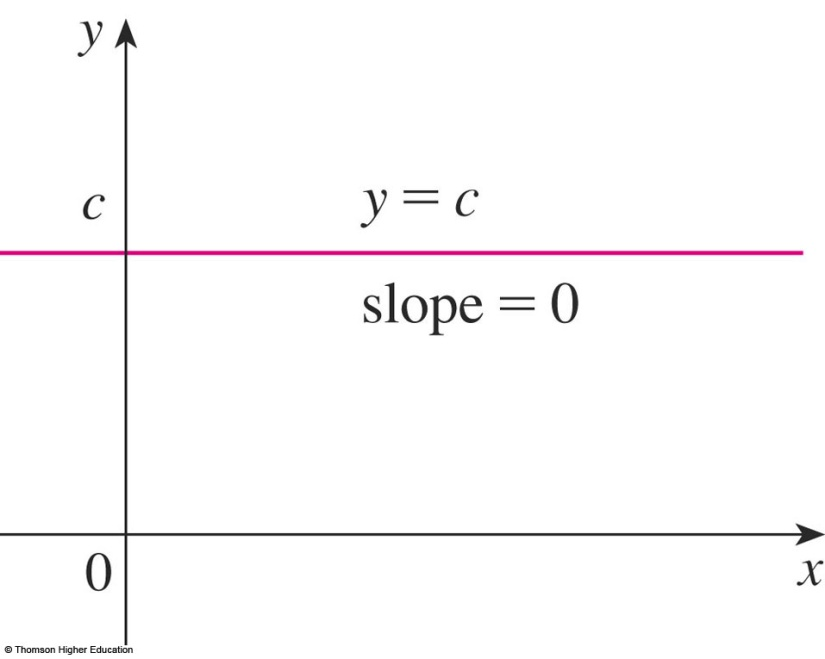 y
c
y = c
slope = 0
0
x
© Thomson Higher Education